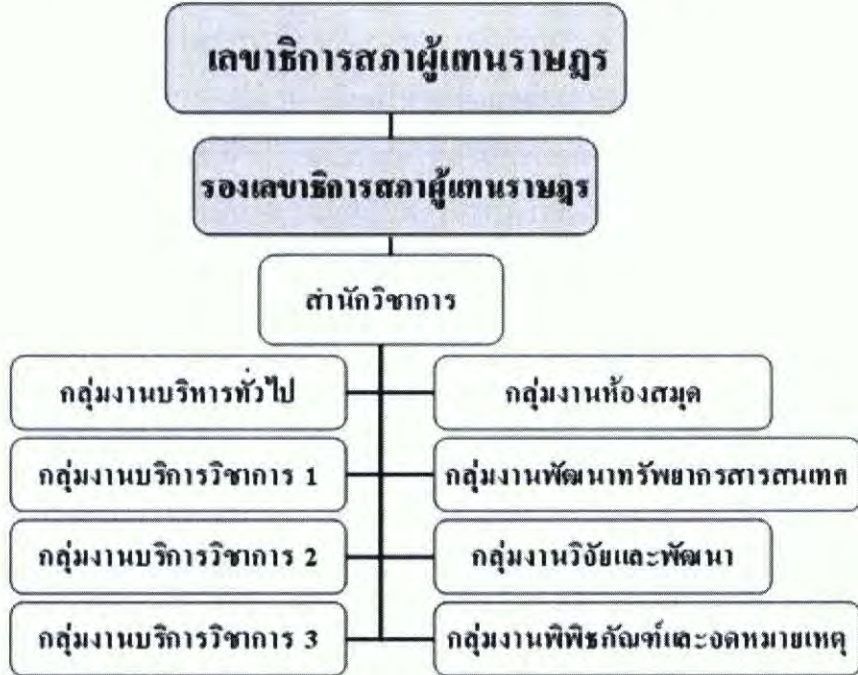 เลขาธิการสภาผู้แทนราษฎร
รองเลขาธิการสภาผู้แทนราษฎร
สำนักวิชาการ
กลุ่มงานบริหารทั่วไป
กลุ่มงานห้องสมุด
กลุ่มงานบริการวิชาการ 1
กลุ่มงานพัฒนาทรัพยากรสารสนเทศ
กลุ่มงานบริการวิชาการ 2
กลุ่มงานวิจัยและพัฒนา
กลุ่มงานบริการวิชาการ 3
กลุ่มงานพิพิธภัณฑ์และจดหมายเหตุ